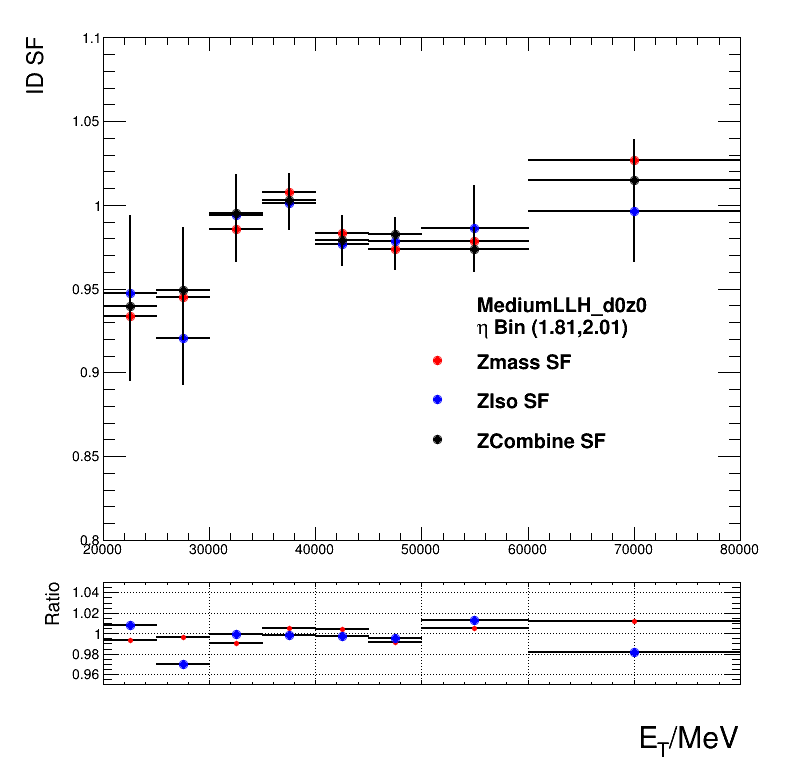 ID SF
1.1
1.05
1
0.95
0.9
0.85
0.8
MediumLLH_d0z0
η Bin (1.81,2.01)
Zmass SF
ZIso SF
ZCombine SF
20000 30000 40000 50000 60000 70000 80000
Ratio
1.04
1.02
1
0.98
0.96
E_T/MeV